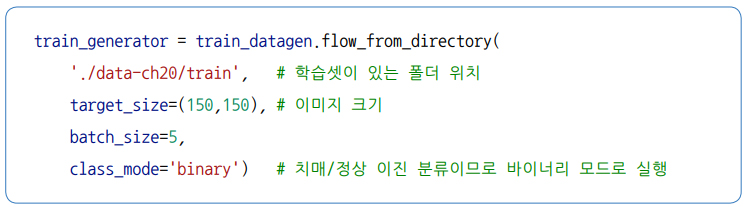 train_generator = train_datagen.flow_from_directory(
'./data-ch20/train', # 학습셋이 있는 폴더 위치
target_size=(150,150), # 이미지 크기
batch_size=5,
class_mode='binary') # 치매/정상 이진 분류이므로 바이너리 모드로 실행